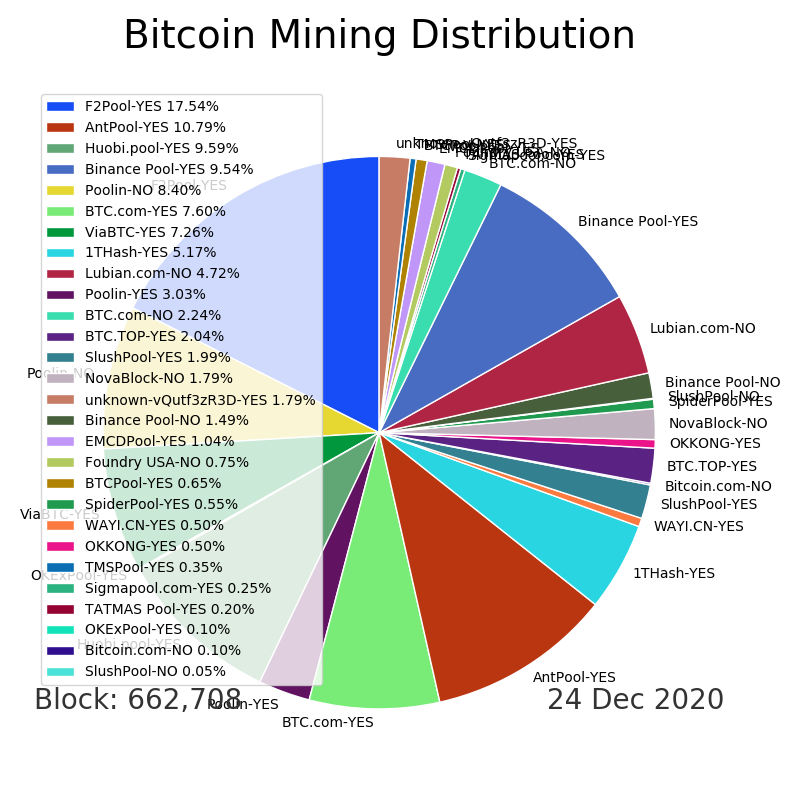 Bitcoin Mining Distribution
F2Pool-YES 17.54%
AntPool-YES 10.79%
Huobi.pool-YES 9.59%
Binance Pool-YES 9.54%
Poolin-NO 8.40%
BTC.com-YES 7.60%
ViaBTC-YES 7.26%
1THash-YES 5.17%
Lubian.com-NO 4.72%
Poolin-YES 3.03%
BTC.com-NO 2.24%
BTC.TOP-YES 2.04%
SlushPool-YES 1.99%
NovaBlock-NO 1.79%
unknown-vQutf3zR3D-YES 1.79%
Binance Pool-NO 1.49%
EMCDPool-YES 1.04%
Foundry USA-NO 0.75%
BTCPool-YES 0.65%
SpiderPool-YES 0.55%
WAYI.CN-YES 0.50%
OKKONG-YES 0.50%
TMSPool-YES 0.35%
Sigmapool.com-YES 0.25%
TATMAS Pool-YES 0.20%
OKExPool-YES 0.10%
Bitcoin.com-NO 0.10%
SlushPool-NO 0.05%
F2Pool-YES
Poolin-NO
ViaBTC-YES
OKExPool-YES
Huobi.pool-YES
Poolin-YES
BTC.com-YES
AntPool-YES
1THash-YES
WAYI.CN-YES
SlushPool-YES
Bitcoin.com-NO
BTC.TOP-YES
OKKONG-YES
NovaBlock-NO
SpiderPool-YES
SlushPool-NO
Binance Pool-NO
Lubian.com-NO
Binance Pool-YES
BTC.com-NO
Block: 662,708
24 Dec 2020